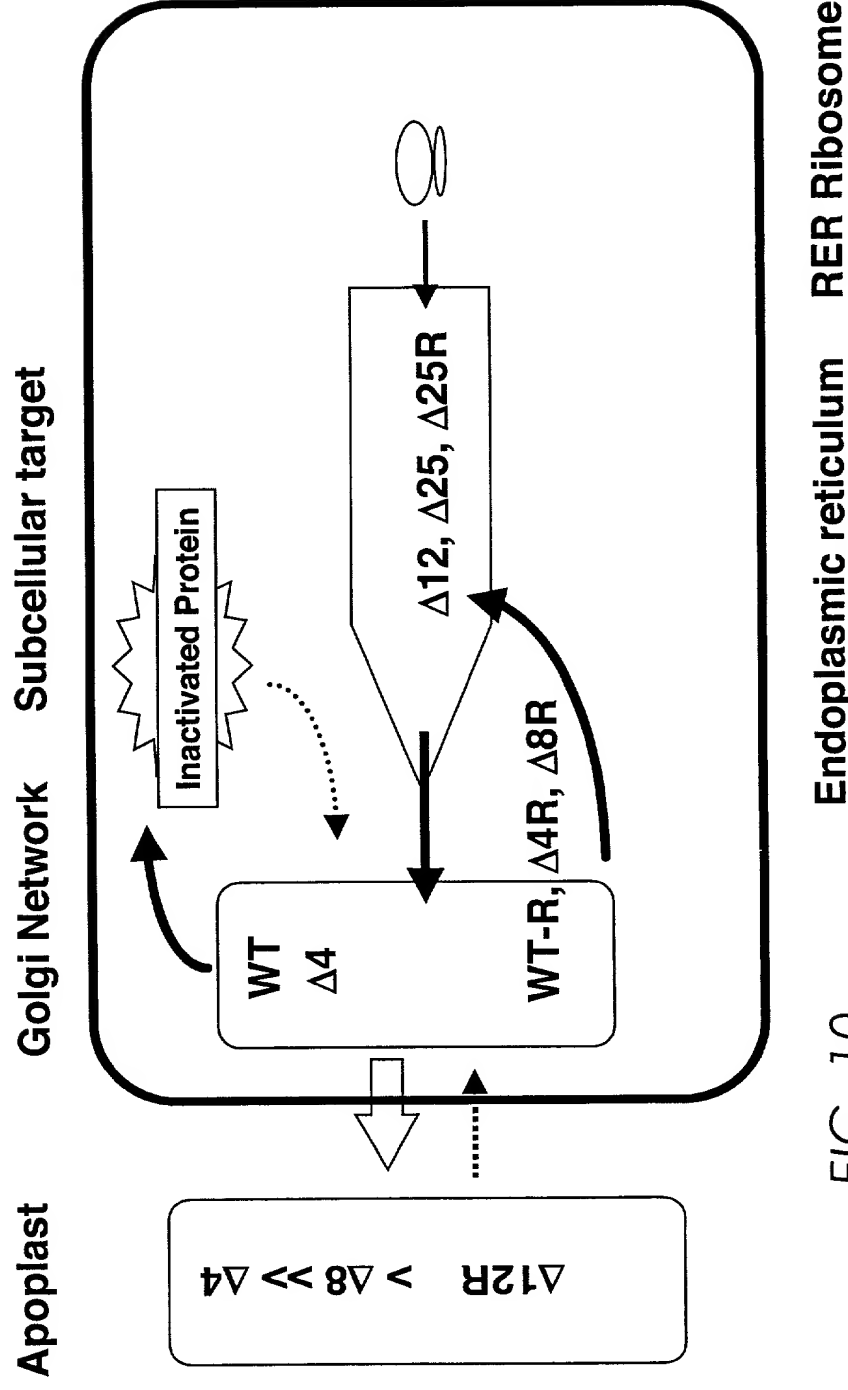 Apoplast
Golgi Network
Subcellular target
Inactivated Protein
WT
Δ4
Δ12R > Δ8 >> Δ4
Δ12, Δ25, Δ25R
WT-R, Δ4R, Δ8R
Endoplasmic reticulum
RER Ribosome
FIG. 10